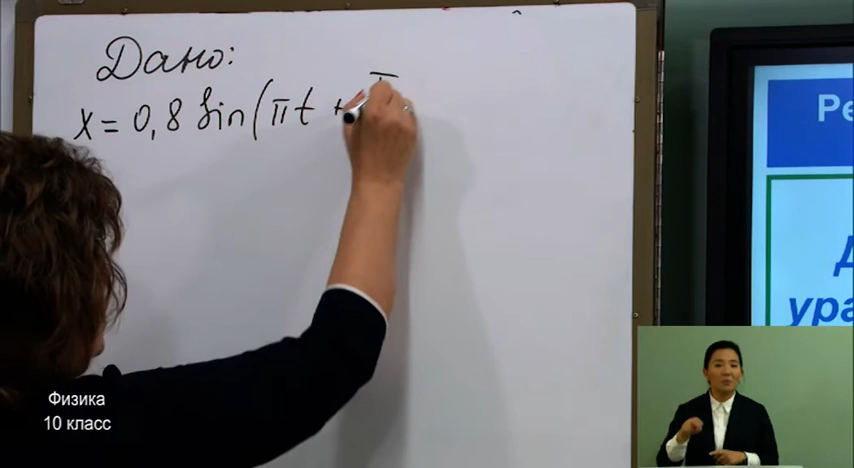 Дано:
x = 0,8 sin(πt + π
Физика
10 класс